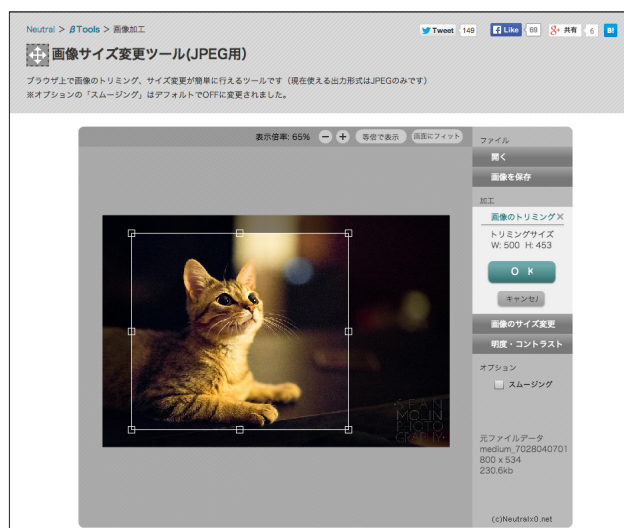 Neutral > βTools > 画像加工
Tweet 149
Like 69
共有 6
B!
画像サイズ変更ツール(JPEG用)
ブラウザ上で画像のトリミング、サイズ変更が簡単に行えるツールです（現在使える出力形式はJPEGのみです）
※オプションの「スムージング」はデフォルトでOFFに変更されました。
表示倍率: 65%
等倍で表示
画面にフィット
ファイル
開く
画像を保存
加工
画像のトリミング×
トリミングサイズ
W: 500 H: 453
O K
キャンセル
画像のサイズ変更
明度・コントラスト
オプション
スムージング
SEAN
MOLIN
PHOTO
GRAPHY
元ファイルデータ
medium_7028040701
800 x 534
230.6kb
(c)Neutralx0.net